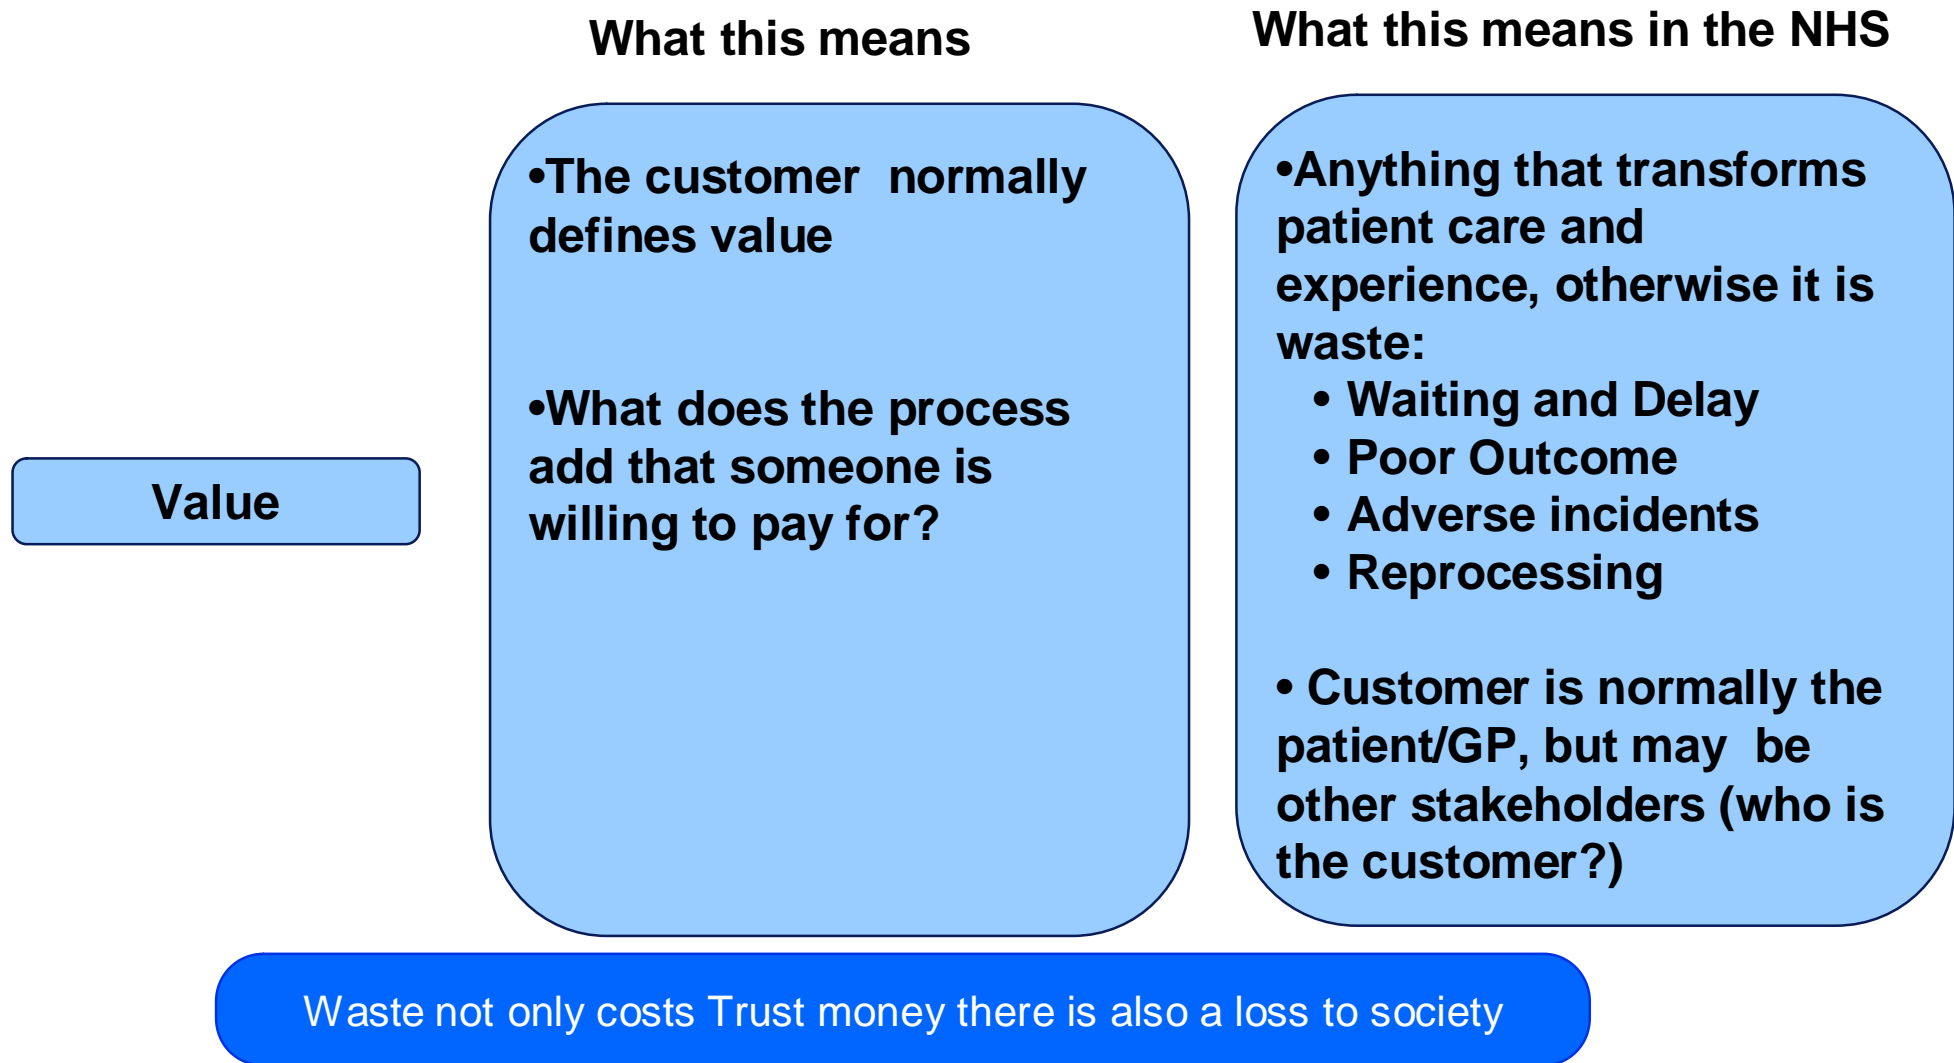 What this means
What this means in the NHS
Value
•The customer  normally
defines value
•What does the process
add that someone is
willing to pay for?
•Anything that transforms
patient care and
experience, otherwise it is
waste:
• Waiting and Delay
• Poor Outcome
• Adverse incidents
• Reprocessing
• Customer is normally the
patient/GP, but may  be
other stakeholders (who is
the customer?)
Waste not only costs Trust money there is also a loss to society